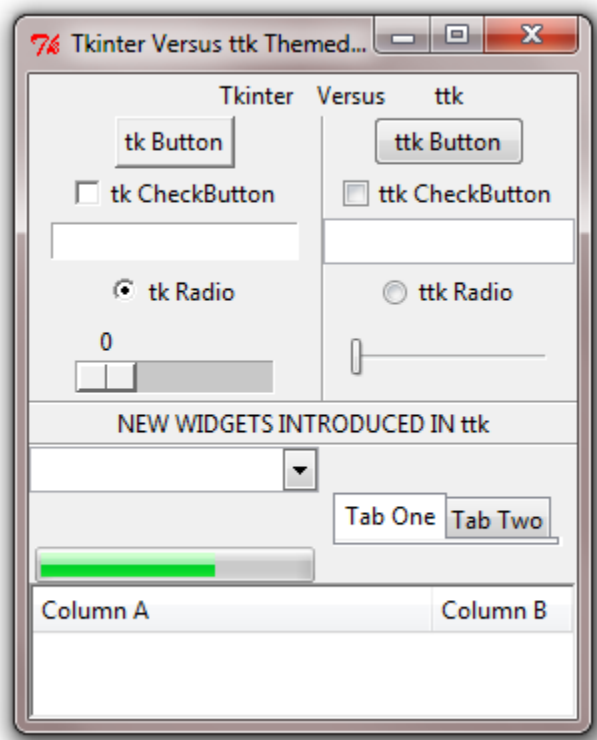 Tkinter Versus ttk Themed...
Tkinter Versus ttk
tk Button ttk Button
tk CheckButton ttk CheckButton
tk Radio ttk Radio
0
NEW WIDGETS INTRODUCED IN ttk
Tab One Tab Two
Column A Column B